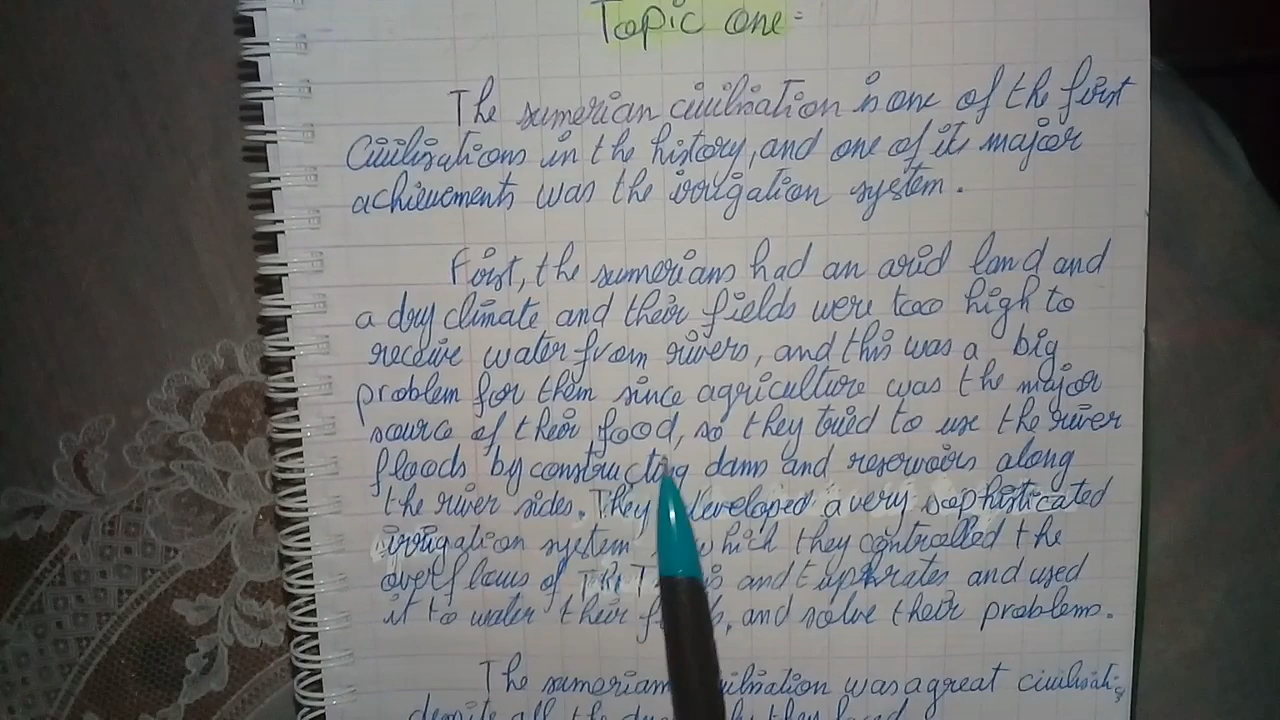 Topic one:
The sumerian civilisation is one of the first
Civilisations in the history, and one of its major
achievements was the irrigation system.
First, the sumerians had an arid land and
a dry climate and their fields were too high to
receive water from rivers, and this was a big
problem for them since agriculture was the major
source of their food, so they tried to use the river
floods by constructing dams and reservoirs along
the river sides. They developed a very sophisticated
irrigation system which they controlled the
overflows of The and Euphrates and used
it to water their and solve their problems.
The sumerian was a great
despite all the they faced